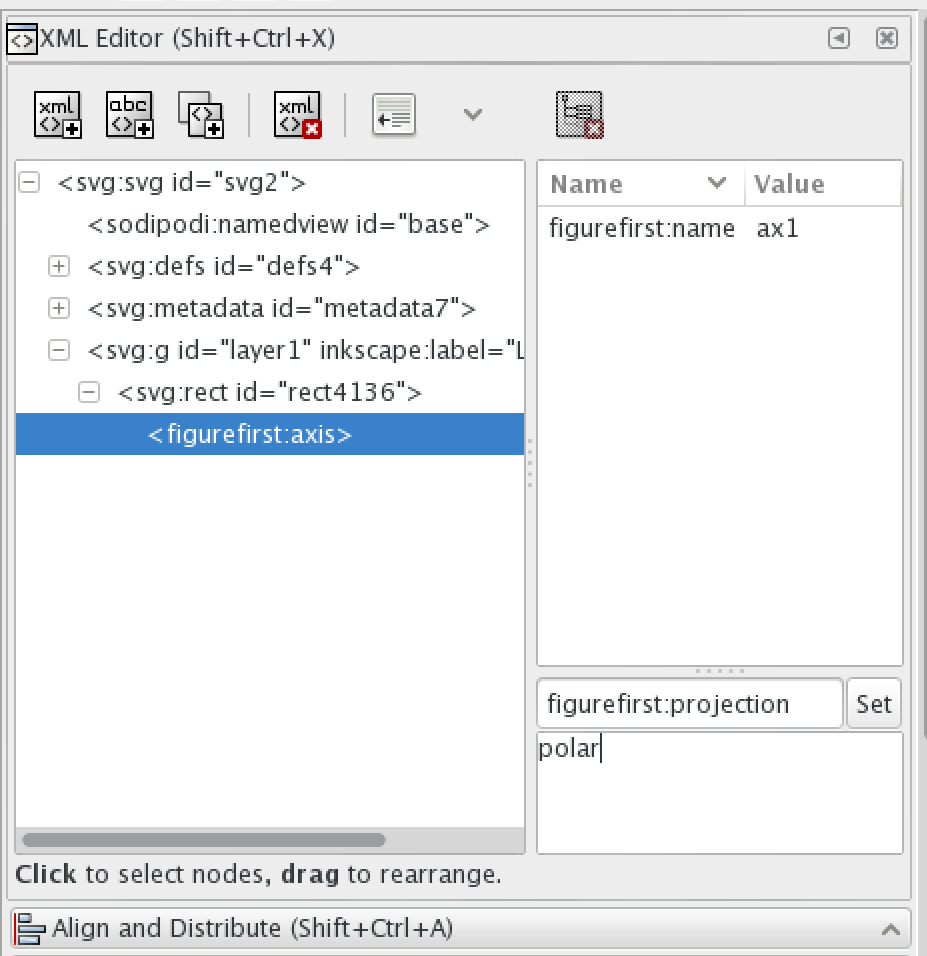 XML Editor (Shift+Ctrl+X)
xml abc xml
<svg:svg id="svg2">
<sodipodi:namedview id="base">
<svg:defs id="defs4">
<svg:metadata id="metadata7">
<svg:g id="layer1" inkscape:label="L
<svg:rect id="rect4136">
<figurefirst:axis>
Name Value
figurefirst:name ax1
figurefirst:projection Set
polar
Click to select nodes, drag to rearrange.
Align and Distribute (Shift+Ctrl+A)